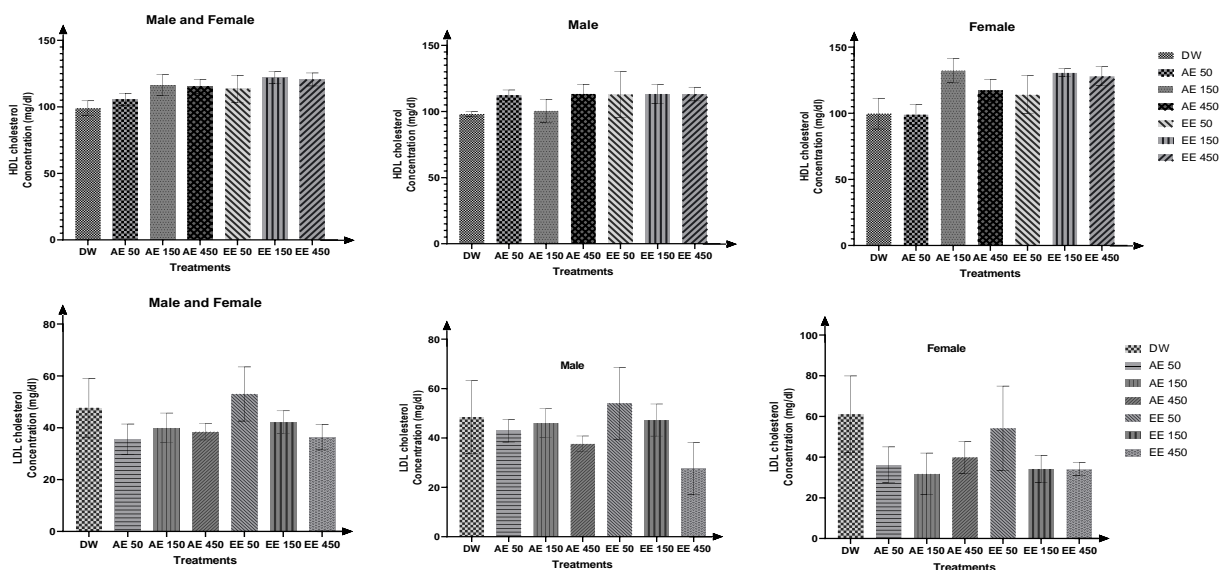 Male and Female
HDL cholesterol
Concentration (mg/dl)
150
100
50
0
DW AE 50 AE 150 AE 450 EE 50 EE 150 EE 450
Treatments
Male
HDL cholesterol
Concentration (mg/dl)
150
100
50
0
DW AE 50 AE 150 AE 450 EE 50 EE 150 EE 450
Treatments
Female
HDL cholesterol
Concentration (mg/dl)
150
100
50
0
DW AE 50 AE 150 AE 450 EE 50 EE 150 EE 450
Treatments
DW
AE 50
AE 150
AE 450
EE 50
EE 150
EE 450
Male and Female
LDL cholesterol
Concentration (mg/dl)
80
60
40
20
0
DW AE 50 AE 150 AE 450 EE 50 EE 150 EE 450
Treatments
Male
LDL cholesterol
Concentration (mg/dl)
80
60
40
20
0
DW AE 50 AE 150 AE 450 EE 50 EE 150 EE 450
Treatments
Female
LDL cholesterol
Concentration (mg/dl)
100
80
60
40
20
0
DW AE 50 AE 150 AE 450 EE 50 EE 150 EE 450
Treatments
DW
AE 50
AE 150
AE 450
EE 50
EE 150
EE 450